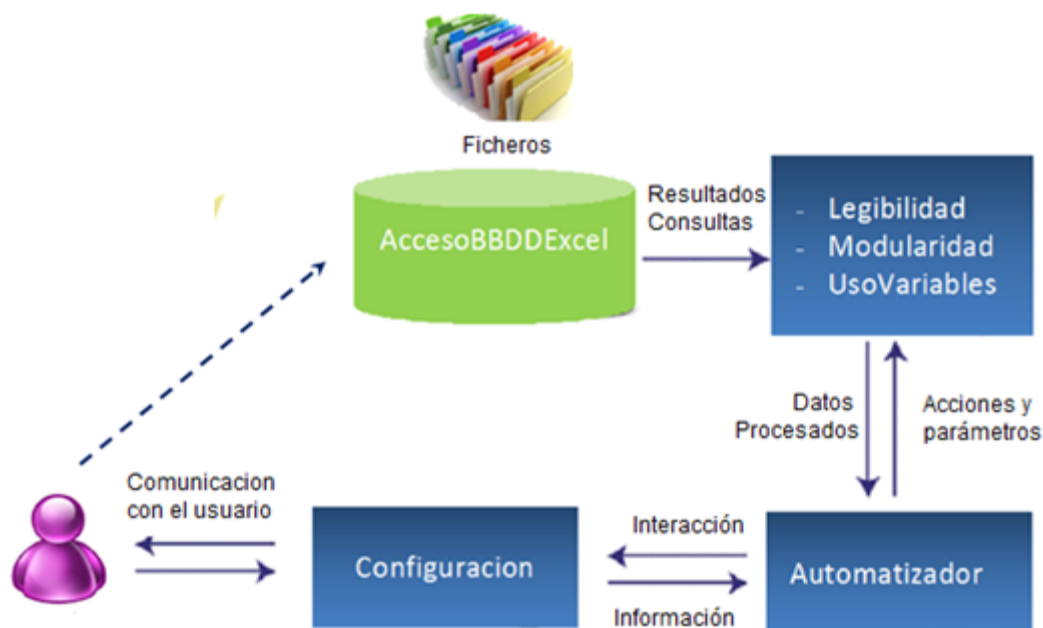 Ficheros
AccesoBBDDExcel
Resultados
Consultas
- Legibilidad
- Modularidad
- UsoVariables
Datos
Procesados
Acciones y
parámetros
Comunicacion
con el usuario
Configuracion
Interacción
Información
Automatizador